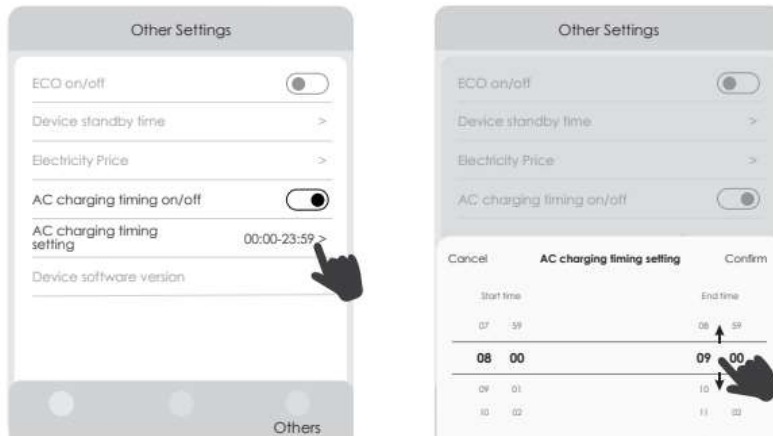 Other Settings
ECO on/off
Device standby time >
Electricity Price >
AC charging timing on/off
AC charging timing
setting 00:00-23:59 >
Device software version
Others
Other Settings
ECO on/off
Device standby time >
Electricity Price >
AC charging timing on/off
Cancel AC charging timing setting Confirm
Start time End time
07 59 08 59
08 00 09 00
09 01 10
10 02 11 02